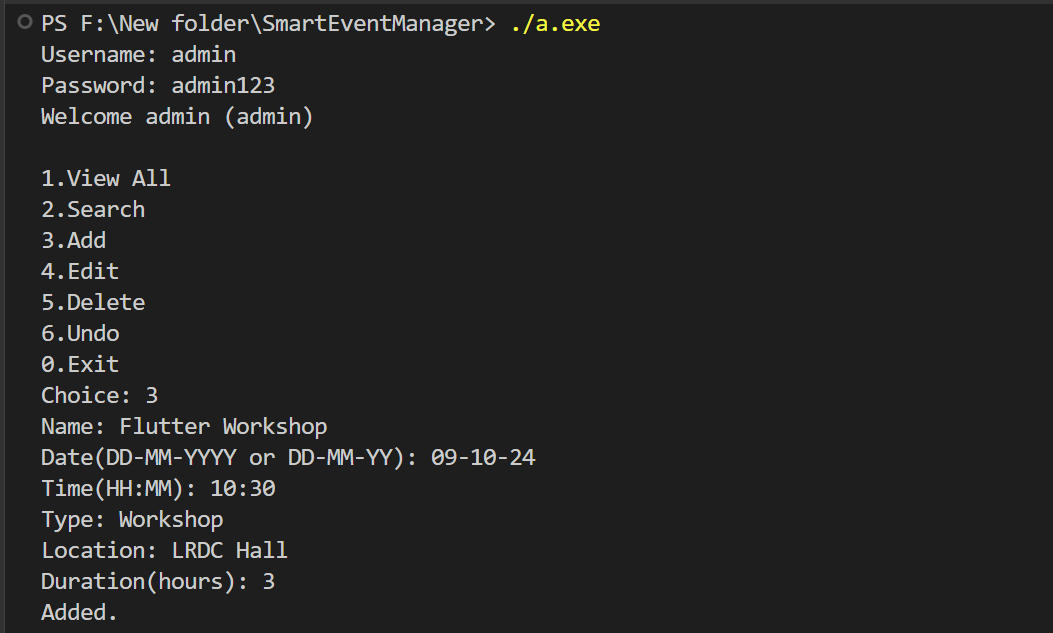 PS F:\New folder\SmartEventManager> ./a.exe
Username: admin
Password: admin123
Welcome admin (admin)
1.View All
2.Search
3.Add
4.Edit
5.Delete
6.Undo
0.Exit
Choice: 3
Name: Flutter Workshop
Date(DD-MM-YYYY or DD-MM-YY): 09-10-24
Time(HH:MM): 10:30
Type: Workshop
Location: LRDC Hall
Duration(hours): 3
Added.